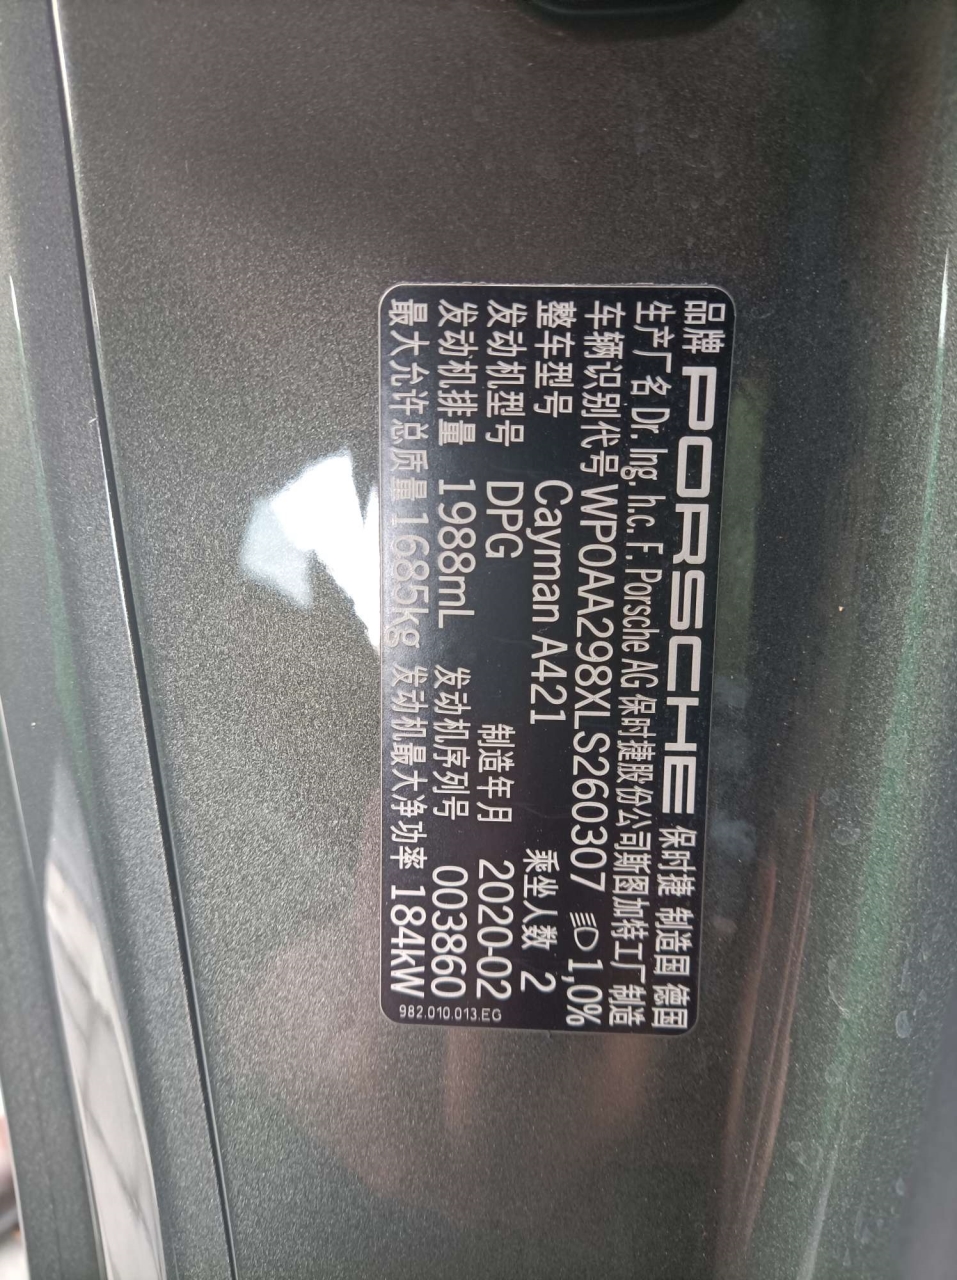 品牌 PORSCHE 保时捷 制造国 德国
生产厂名 Dr. Ing. h.c. F. Porsche AG 保时捷股份公司斯图加特工厂制造
车辆识别代号 WP0AA298XLS260307 1,0%
整车型号 Cayman A421 乘坐人数 2
发动机型号 DPG 制造年月 2020-02
发动机排量 1988mL 发动机序列号 003860
最大允许总质量 1685kg 发动机最大净功率 184kW
982.010.013.EG